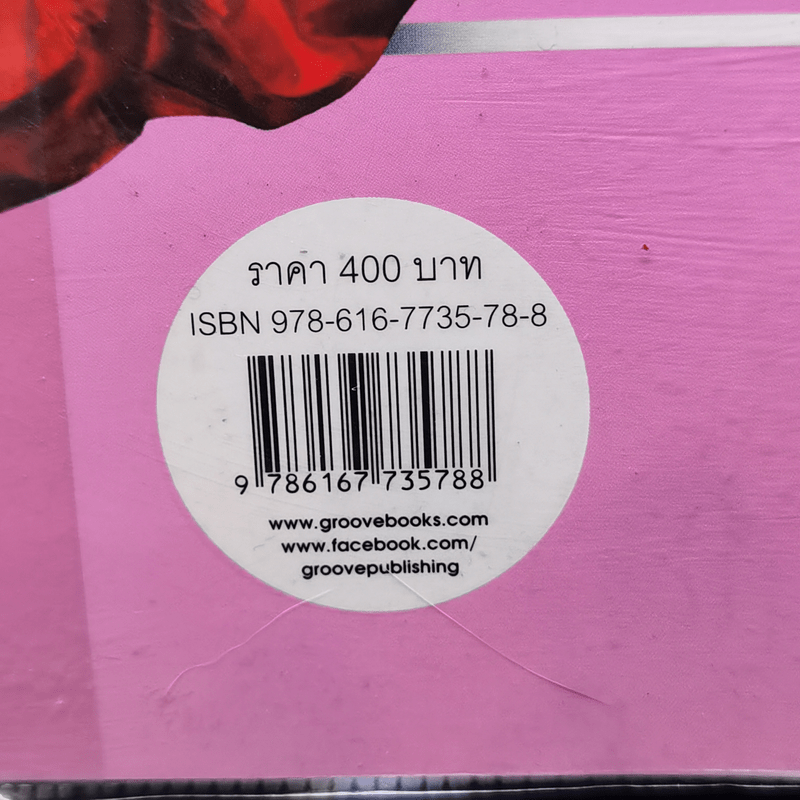 ราคา 400 บาท
ISBN 978-616-7735-78-8
9 786167 735788
www.groovebooks.com
www.facebook.com/
groovepublishing